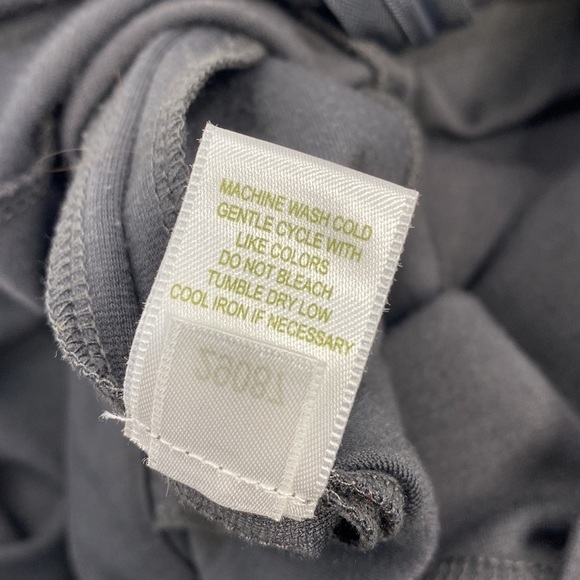 MACHINE WASH COLD
GENTLE CYCLE WITH
LIKE COLORS
DO NOT BLEACH
TUMBLE DRY LOW
COOL IRON IF NECESSARY